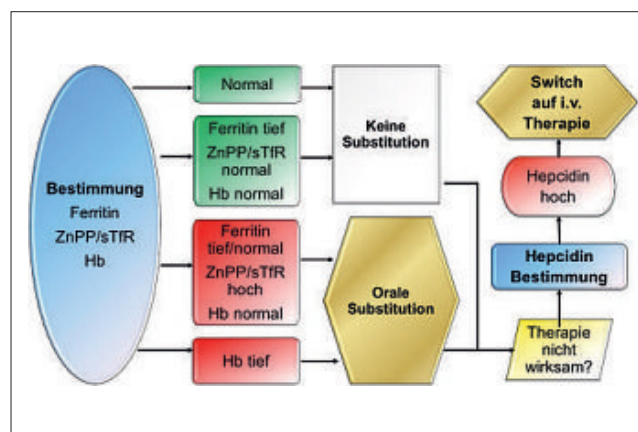 Bestimmung
Ferritin
ZnPP/sTfR
Hb
Normal
Ferritin tief
ZnPP/sTfR
normal
Hb normal
Ferritin
tief/normal
ZnPP/sTfR
hoch
Hb normal
Hb tief
Keine
Substitution
Orale
Substitution
Switch
auf i.v.
Therapie
Hepcidin
hoch
Hepcidin
Bestimmung
Therapie
nicht
wirksam?